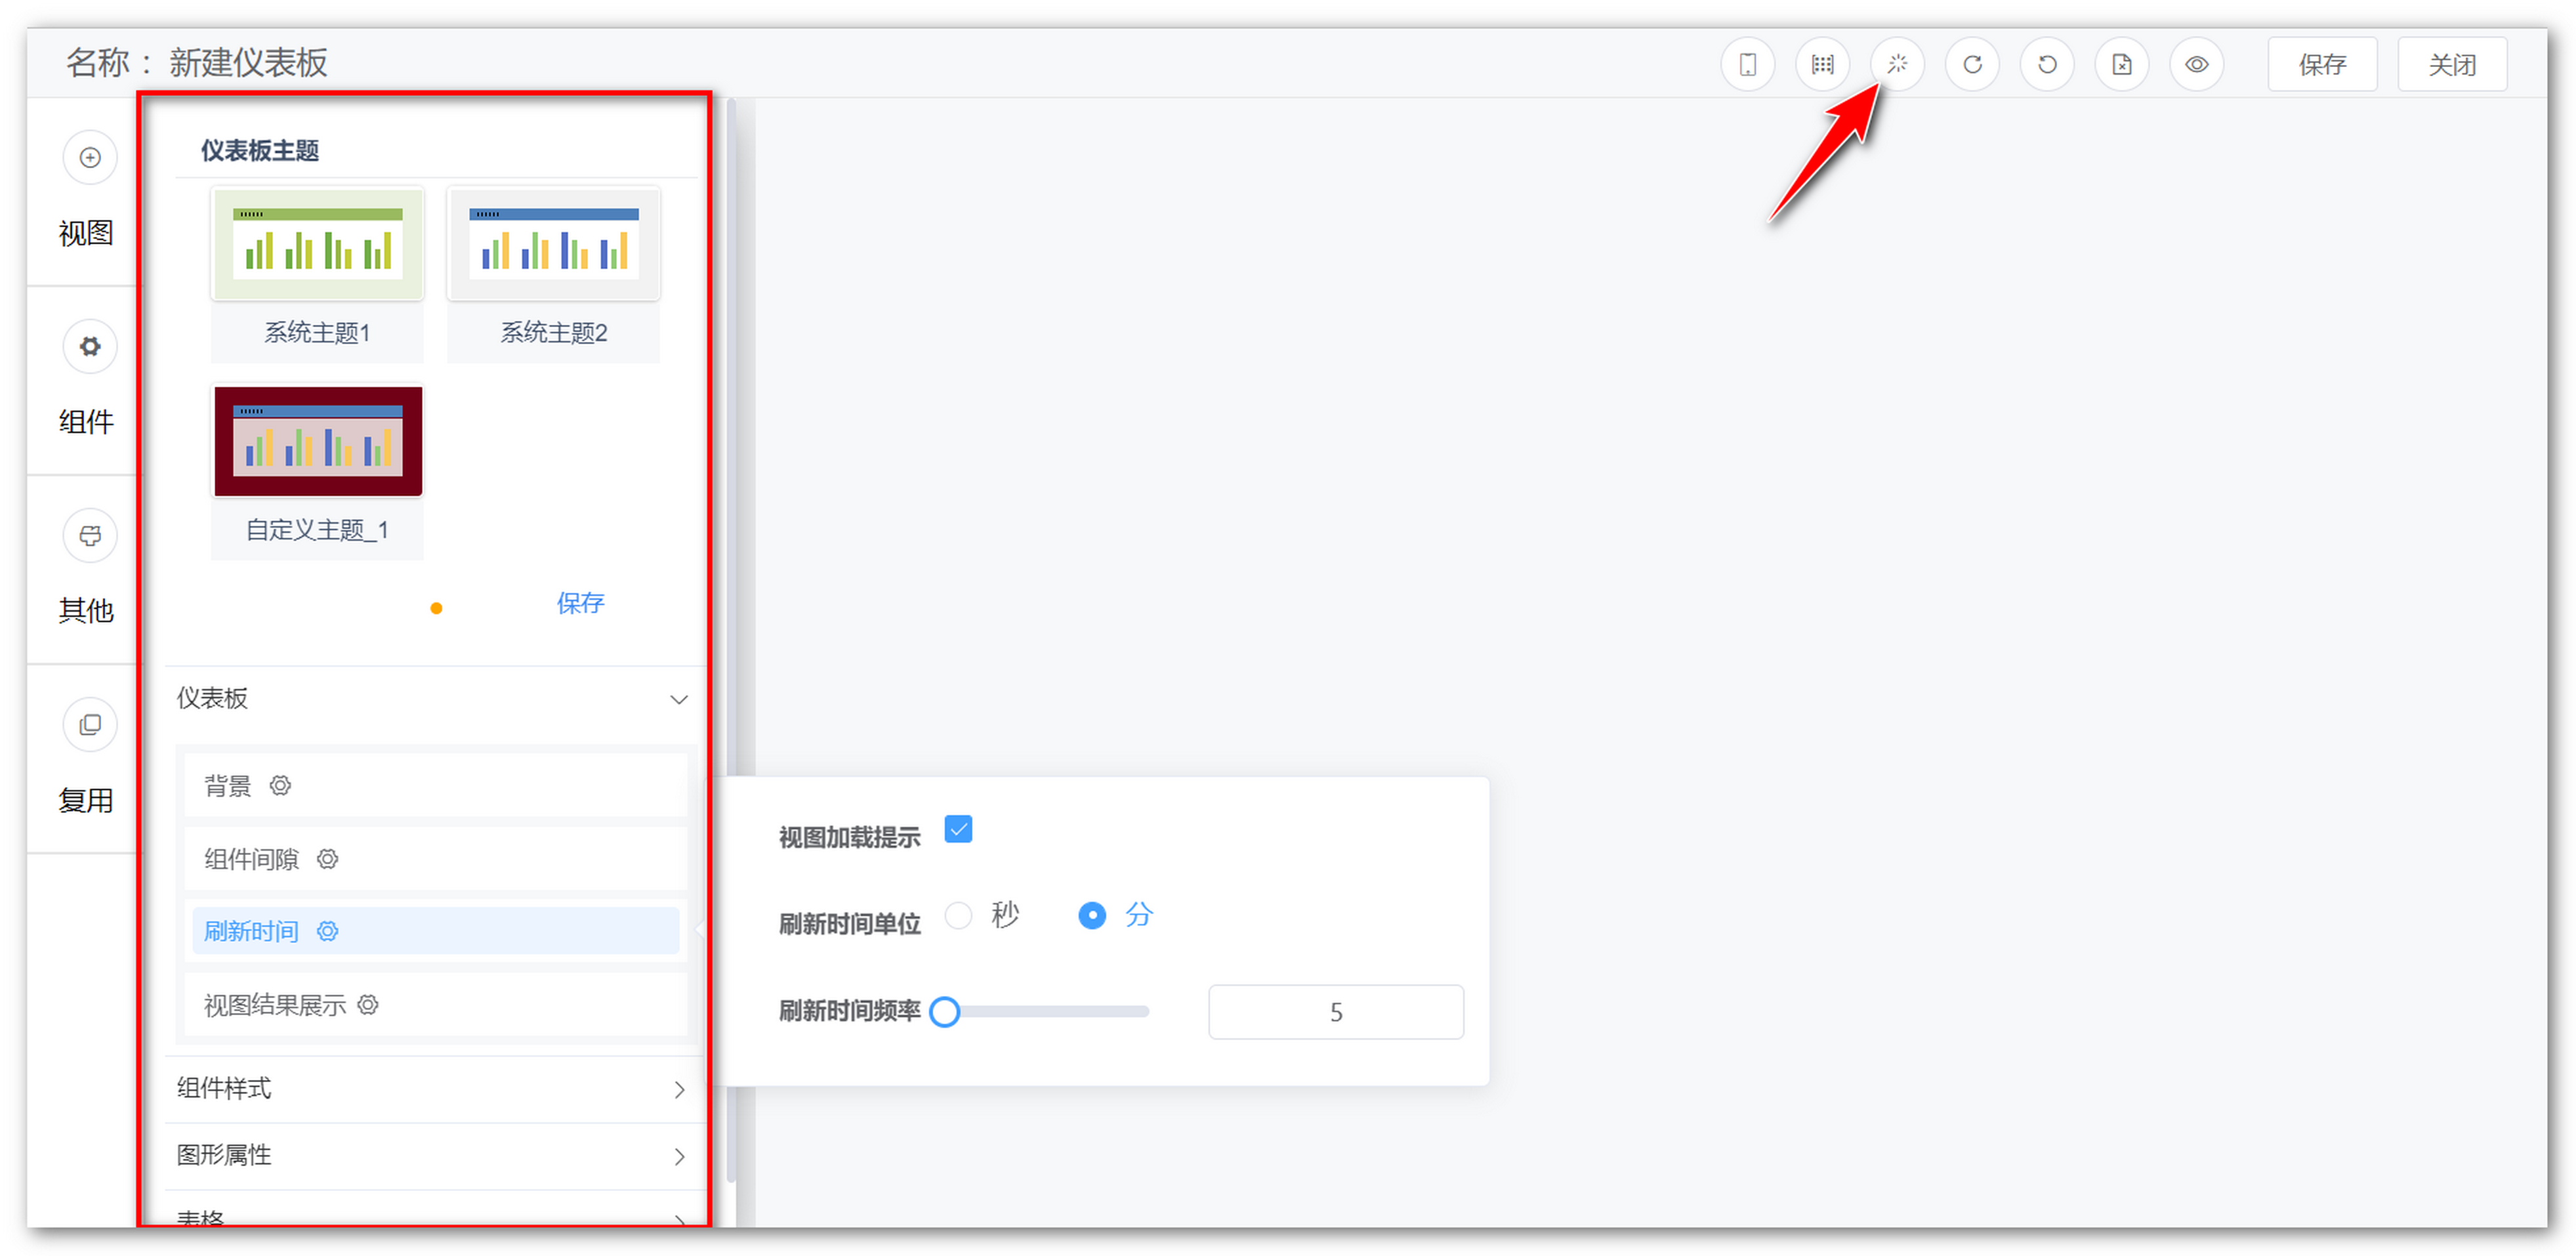 名称： 新建仪表板
保存
关闭
视图
组件
其他
复用
仪表板主题
系统主题1
系统主题2
自定义主题_1
保存
仪表板
背景
组件间隙
刷新时间
视图结果展示
组件样式
图形属性
表格
视图加载提示
刷新时间单位 秒 分
刷新时间频率 5